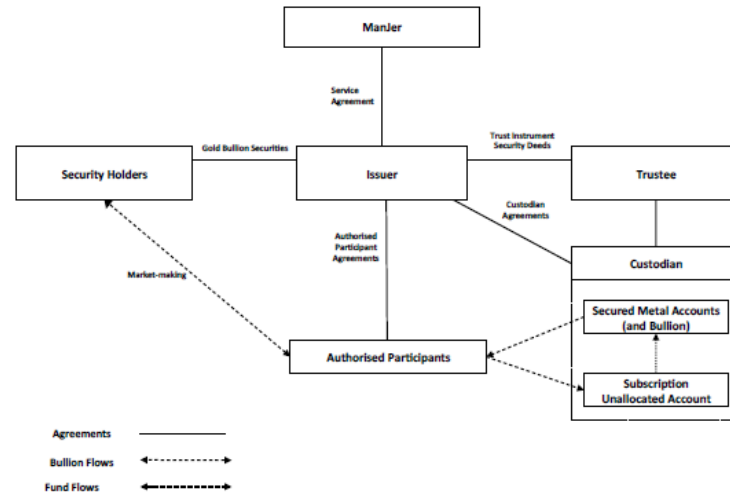 ManJer
Service
Agreement
Gold Bullion Securities
Trust Instrument
Security Deeds
Security Holders
Issuer
Trustee
Custodian
Agreements
Authorised
Participant
Agreements
Custodian
Market-making
Secured Metal Accounts
(and Bullion)
Authorised Participants
Subscription
Unallocated Account
Agreements
Bullion Flows
Fund Flows